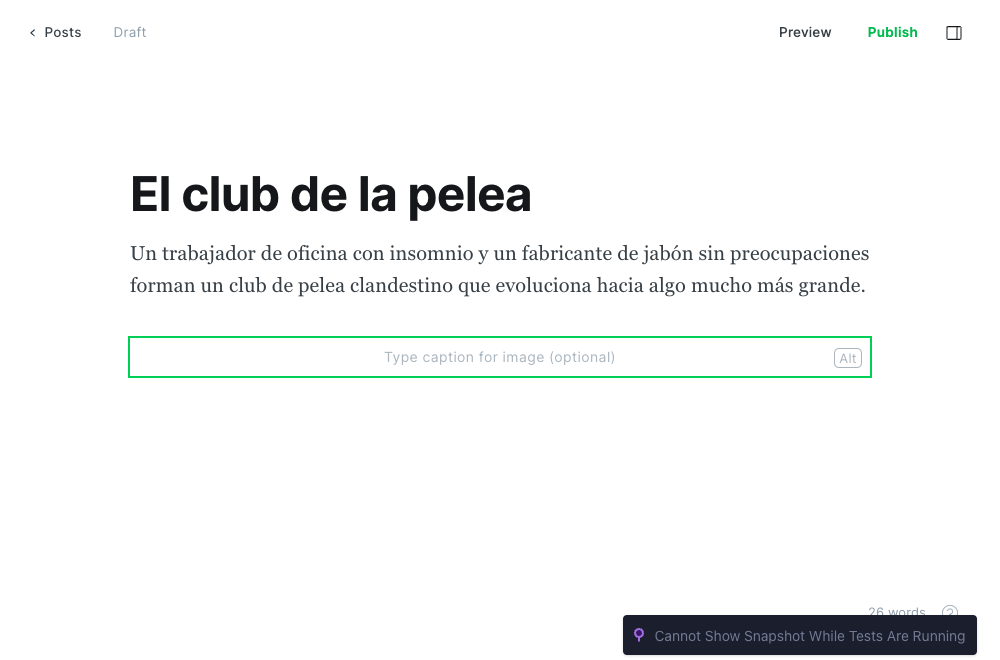 Posts
Draft
Preview
Publish
El club de la pelea
Un trabajador de oficina con insomnio y un fabricante de jabón sin preocupaciones
forman un club de pelea clandestino que evoluciona hacia algo mucho más grande.
Type caption for image (optional)
Alt
26 words
?
Cannot Show Snapshot While Tests Are Running